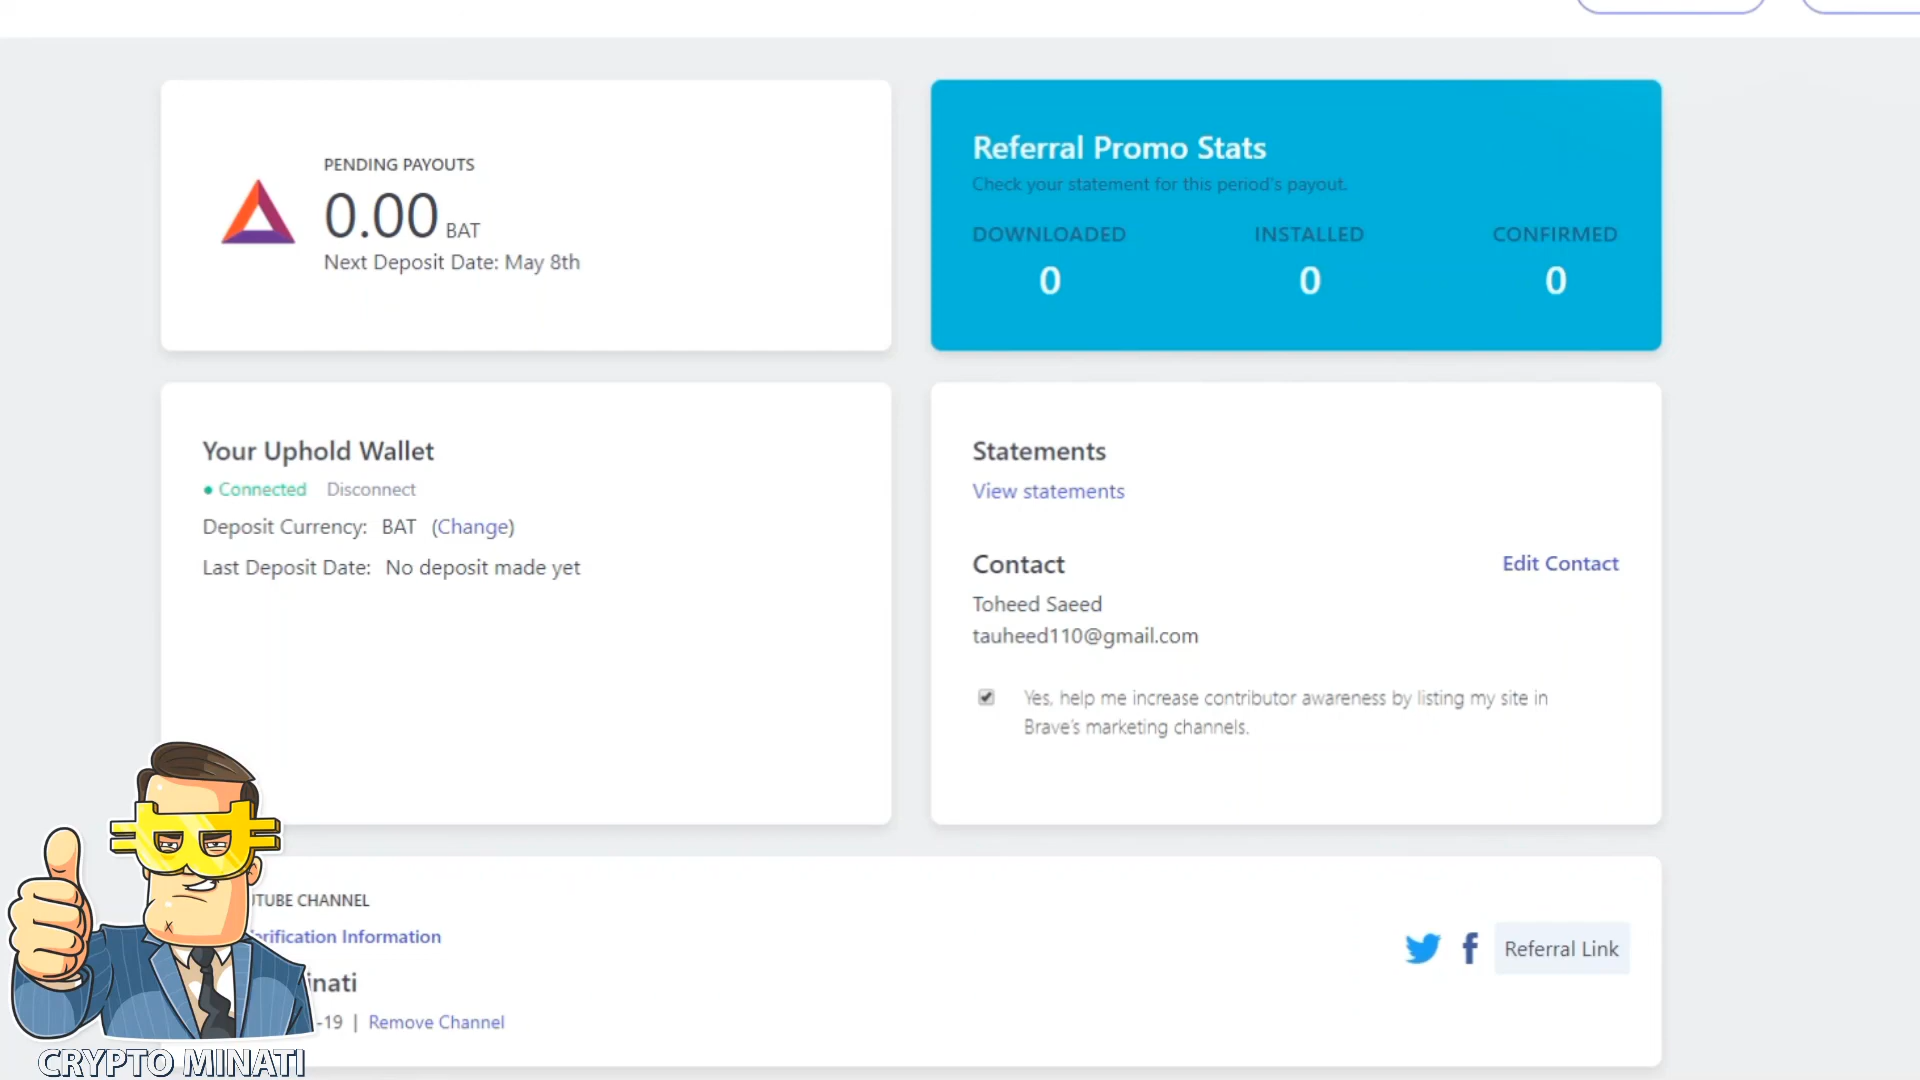 PENDING PAYOUTS
0.00 BAT
Next Deposit Date: May 8th
Referral Promo Stats
Check your statement for this period's payout.
DOWNLOADED INSTALLED CONFIRMED
0 0 0
Your Uphold Wallet
Connected Disconnect
Deposit Currency: BAT (Change)
Last Deposit Date: No deposit made yet
Statements
View statements
Contact Edit Contact
Toheed Saeed
tauheed110@gmail.com
Yes, help me increase contributor awareness by listing my site in
Brave's marketing channels.
UTUBE CHANNEL
erification Information
inati
-19 | Remove Channel
Referral Link
CRYPTO MINATI